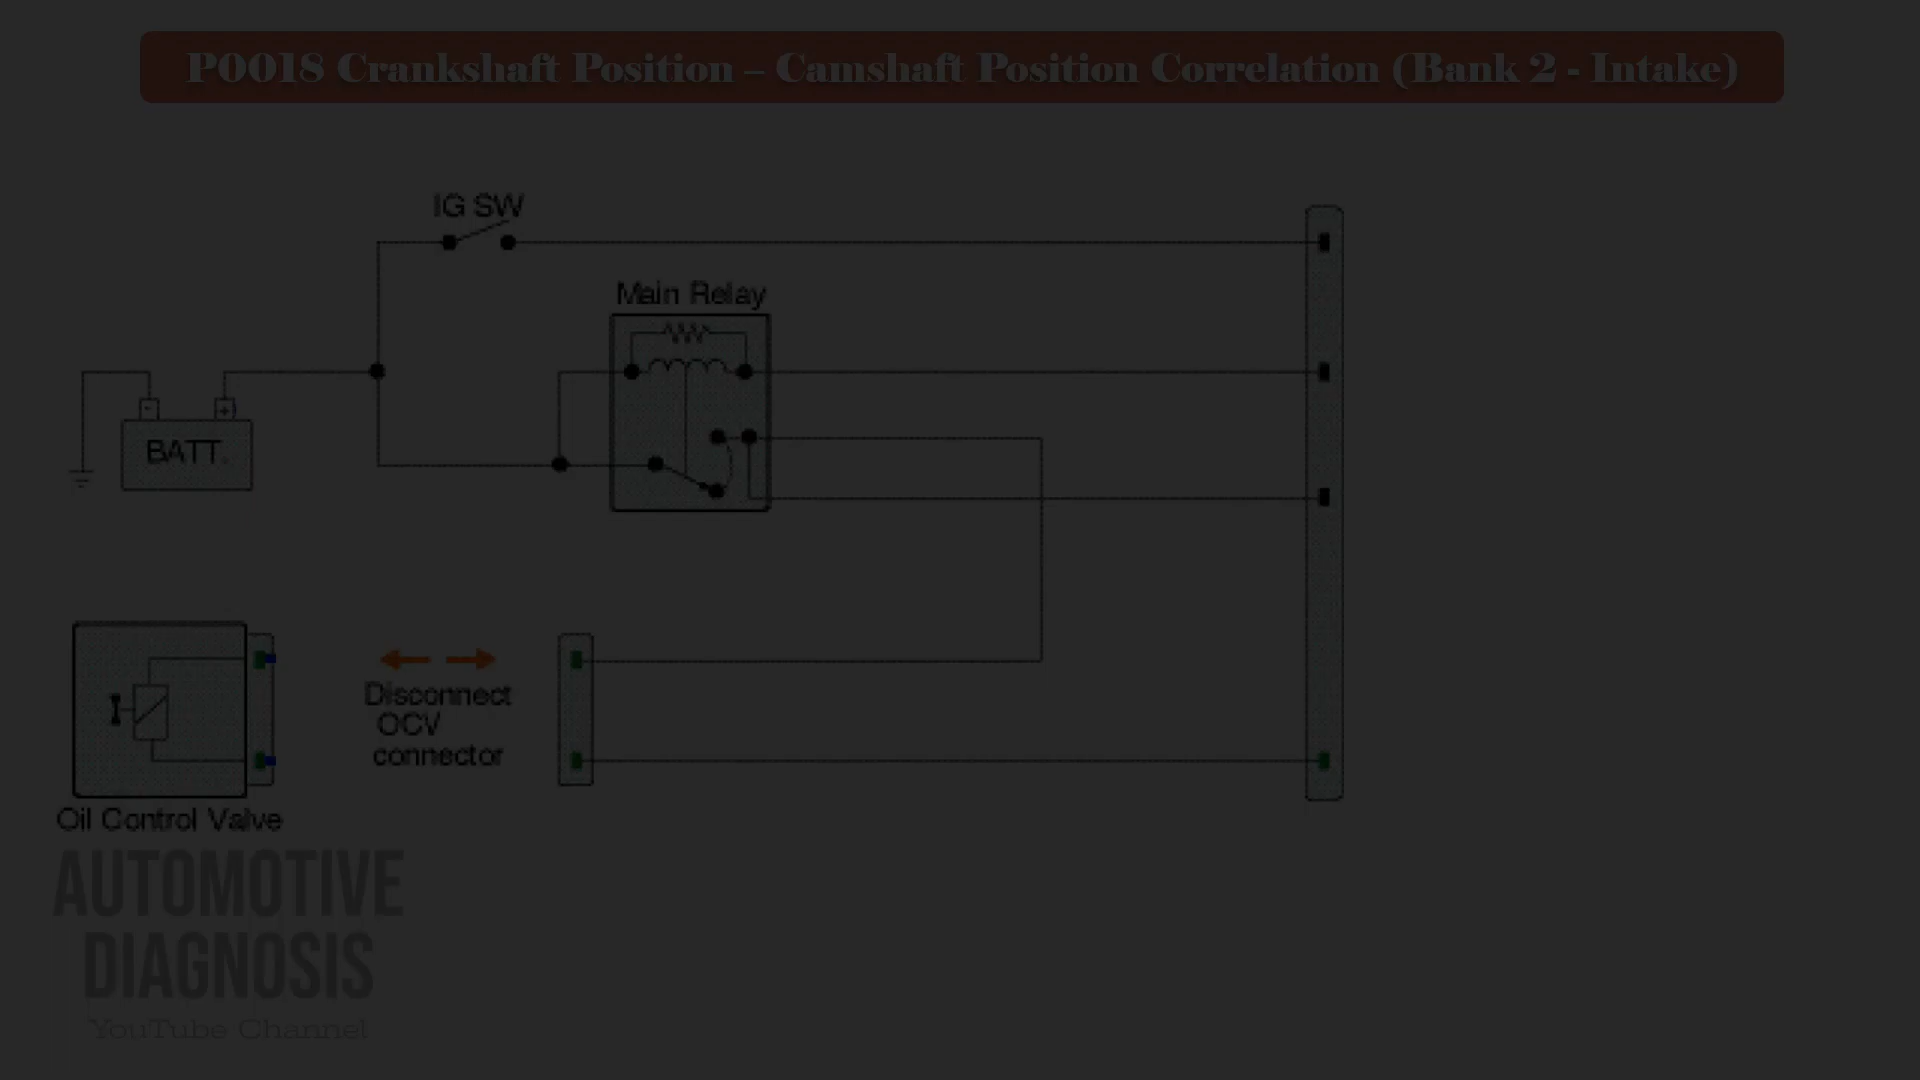 P0018 Crankshaft Position – Camshaft Position Correlation (Bank 2 - Intake)
IG SW
Main Relay
- +
BATT.
Disconnect
OCV
connector
Oil Control Valve
AUTOMOTIVE
DIAGNOSIS
YouTube Channel